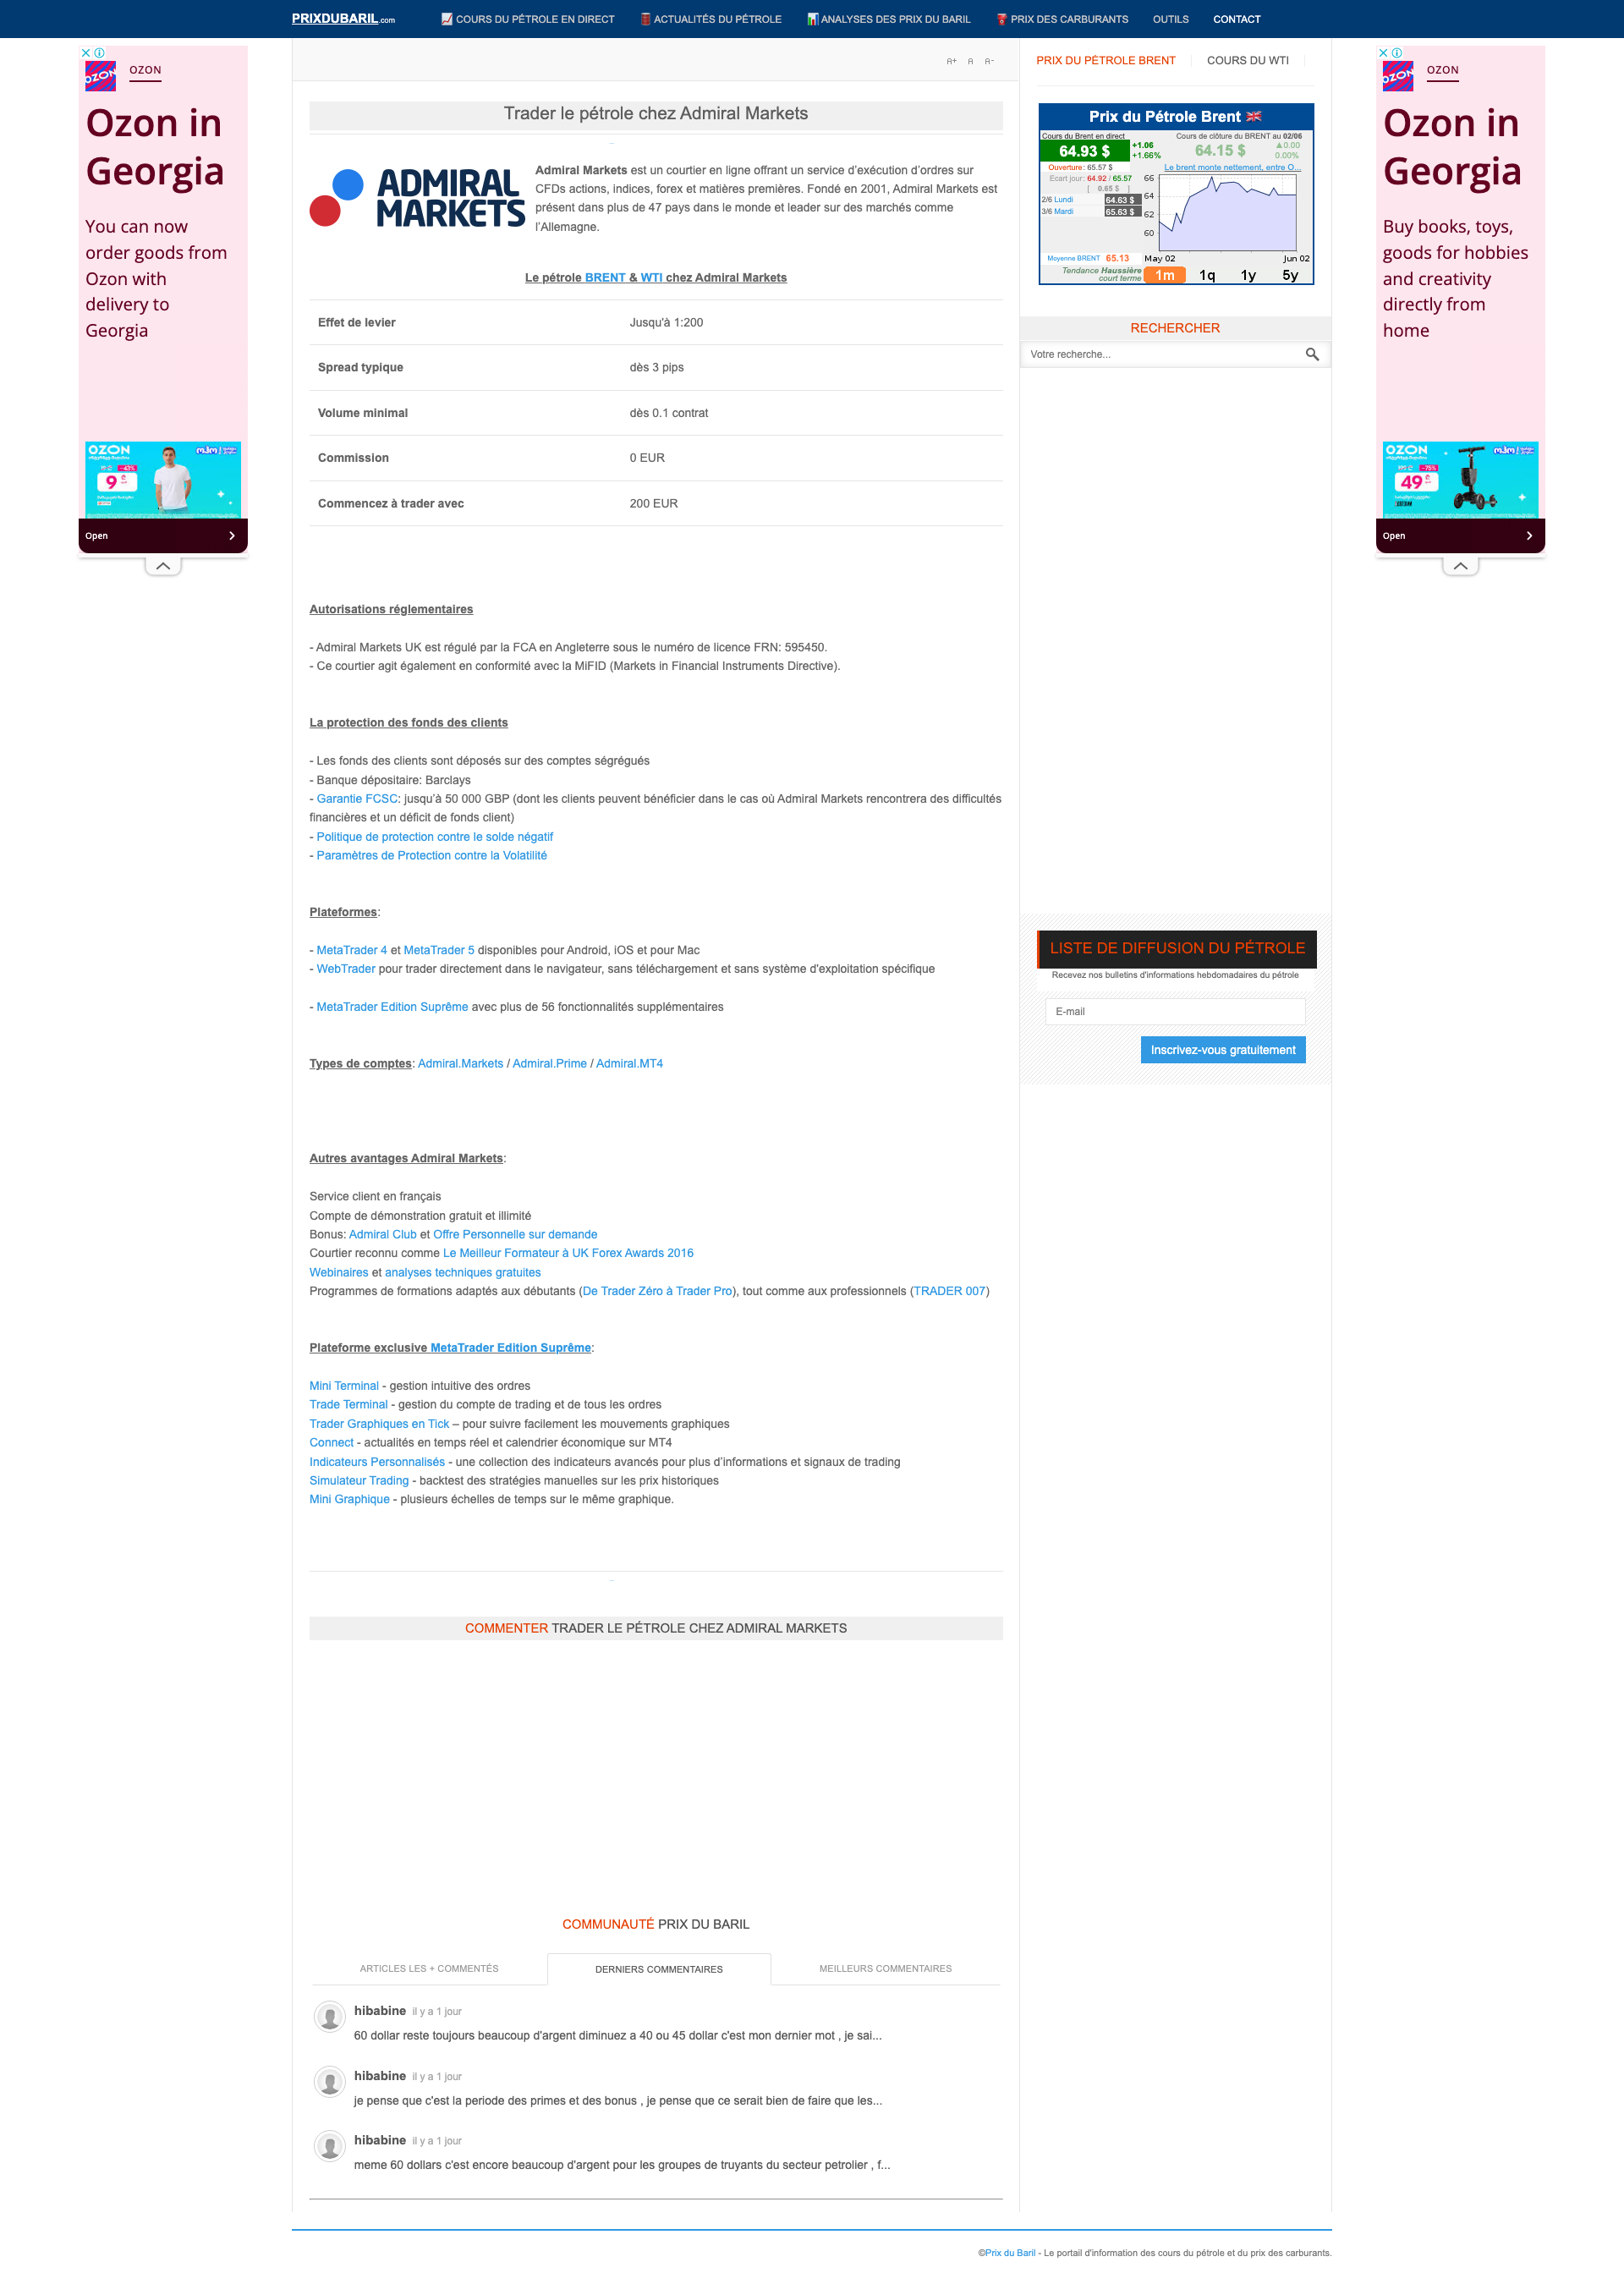 PRIXDUBARIL.com
COURS DU PÉTROLE EN DIRECT
ACTUALITÉS DU PÉTROLE
ANALYSES DES PRIX DU BARIL
PRIX DES CARBURANTS
OUTILS
CONTACT
OZON
OZON
Ozon in
Georgia
You can now
order goods from
Ozon with
delivery to
Georgia
OZON
9
Open
A+ A A-
Trader le pétrole chez Admiral Markets
ADMIRAL
MARKETS
Admiral Markets est un courtier en ligne offrant un service d'exécution d'ordres sur
CFDs actions, indices, forex et matières premières. Fondé en 2001, Admiral Markets est
présent dans plus de 47 pays dans le monde et leader sur des marchés comme
l'Allemagne.
Le pétrole BRENT & WTI chez Admiral Markets
Effet de levier Jusqu'à 1:200
Spread typique dès 3 pips
Volume minimal dès 0.1 contrat
Commission 0 EUR
Commencez à trader avec 200 EUR
Autorisations réglementaires
- Admiral Markets UK est régulé par la FCA en Angleterre sous le numéro de licence FRN: 595450.
- Ce courtier agit également en conformité avec la MiFID (Markets in Financial Instruments Directive).
La protection des fonds des clients
- Les fonds des clients sont déposés sur des comptes ségrégués
- Banque dépositaire: Barclays
- Garantie FCSC: jusqu'à 50 000 GBP (dont les clients peuvent bénéficier dans le cas où Admiral Markets rencontrera des difficultés
financières et un déficit de fonds client)
- Politique de protection contre le solde négatif
- Paramètres de Protection contre la Volatilité
Plateformes:
- MetaTrader 4 et MetaTrader 5 disponibles pour Android, iOS et pour Mac
- WebTrader pour trader directement dans le navigateur, sans téléchargement et sans système d'exploitation spécifique
- MetaTrader Edition Suprême avec plus de 56 fonctionnalités supplémentaires
Types de comptes: Admiral.Markets / Admiral.Prime / Admiral.MT4
Autres avantages Admiral Markets:
Service client en français
Compte de démonstration gratuit et illimité
Bonus: Admiral Club et Offre Personnelle sur demande
Courtier reconnu comme Le Meilleur Formateur à UK Forex Awards 2016
Webinaires et analyses techniques gratuites
Programmes de formations adaptés aux débutants (De Trader Zéro à Trader Pro), tout comme aux professionnels (TRADER 007)
Plateforme exclusive MetaTrader Edition Suprême:
Mini Terminal - gestion intuitive des ordres
Trade Terminal - gestion du compte de trading et de tous les ordres
Trader Graphiques en Tick – pour suivre facilement les mouvements graphiques
Connect - actualités en temps réel et calendrier économique sur MT4
Indicateurs Personnalisés - une collection des indicateurs avancés pour plus d'informations et signaux de trading
Simulateur Trading - backtest des stratégies manuelles sur les prix historiques
Mini Graphique - plusieurs échelles de temps sur le même graphique.
COMMENTER TRADER LE PÉTROLE CHEZ ADMIRAL MARKETS
COMMUNAUTÉ PRIX DU BARIL
ARTICLES LES + COMMENTÉS
DERNIERS COMMENTAIRES
MEILLEURS COMMENTAIRES
hibabine il y a 1 jour
60 dollar reste toujours beaucoup d'argent diminuez a 40 ou 45 dollar c'est mon dernier mot , je sai...
hibabine il y a 1 jour
je pense que c'est la periode des primes et des bonus , je pense que ce serait bien de faire que les...
hibabine il y a 1 jour
meme 60 dollars c'est encore beaucoup d'argent pour les groupes de truyants du secteur petrolier , f...
PRIX DU PÉTROLE BRENT
COURS DU WTI
Prix du Pétrole Brent
Cours du Brent en direct
64.93 $
+1.06
+1.66%
Cours de clôture du BRENT au 02/06
64.15 $
▲0.00
0.00%
Ouverture: 65.57 $
Le brent monte nettement, entre O...
Ecart jour: 64.92 / 65.57
[ 0.65 $ ]
2/6 Lundi 64.63 $
3/6 Mardi 65.63 $
66
64
62
60
Moyenne BRENT 65.13
May 02
Jun 02
Tendance Haussière
court terme
1m 1q 1y 5y
RECHERCHER
Votre recherche...
LISTE DE DIFFUSION DU PÉTROLE
Recevez nos bulletins d'informations hebdomadaires du pétrole
E-mail
Inscrivez-vous gratuitement
OZON
OZON
Ozon in
Georgia
Buy books, toys,
goods for hobbies
and creativity
directly from
home
OZON
49
Open
©Prix du Baril - Le portail d'information des cours du pétrole et du prix des carburants.